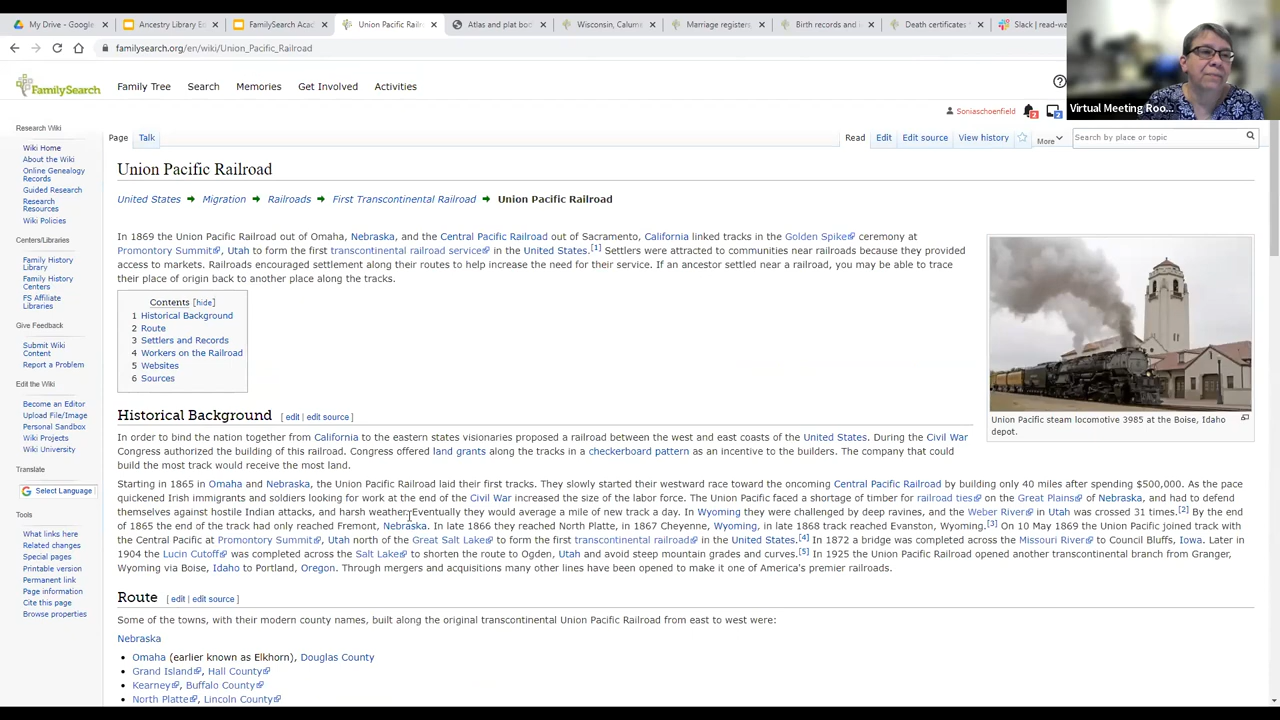 My Drive - Google
Ancestry Library Ed
FamilySearch Acad
Union Pacific Railr
Atlas and plat boo
Wisconsin, Calume
Marriage registers,
Birth records and i
Death certificates
Slack | read-wa
familysearch.org/en/wiki/Union_Pacific_Railroad
FamilySearch
Family Tree
Search
Memories
Get Involved
Activities
Virtual Meeting Roo...
Soniaschoenfield
2
2
Research Wiki
Wiki Home
About the Wiki
Online Genealogy
Records
Guided Research
Research
Resources
Wiki Policies
Centers/Libraries
Family History
Library
Family History
Centers
FS Affiliate
Libraries
Give Feedback
Submit Wiki
Content
Report a Problem
Edit the Wiki
Become an Editor
Upload File/Image
Personal Sandbox
Wiki Projects
Wiki University
Translate
Select Language
Tools
What links here
Related changes
Special pages
Printable version
Permanent link
Page information
Cite this page
Browse properties
Page
Talk
Read
Edit
Edit source
View history
More
Search by place or topic
Union Pacific Railroad
United States → Migration → Railroads → First Transcontinental Railroad → Union Pacific Railroad
In 1869 the Union Pacific Railroad out of Omaha, Nebraska, and the Central Pacific Railroad out of Sacramento, California linked tracks in the Golden Spike ceremony at
Promontory Summit, Utah to form the first transcontinental railroad service in the United States.[1] Settlers were attracted to communities near railroads because they provided
access to markets. Railroads encouraged settlement along their routes to help increase the need for their service. If an ancestor settled near a railroad, you may be able to trace
their place of origin back to another place along the tracks.
Contents [hide]
1 Historical Background
2 Route
3 Settlers and Records
4 Workers on the Railroad
5 Websites
6 Sources
Union Pacific steam locomotive 3985 at the Boise, Idaho
depot.
Historical Background [ edit | edit source ]
In order to bind the nation together from California to the eastern states visionaries proposed a railroad between the west and east coasts of the United States. During the Civil War
Congress authorized the building of this railroad. Congress offered land grants along the tracks in a checkerboard pattern as an incentive to the builders. The company that could
build the most track would receive the most land.
Starting in 1865 in Omaha and Nebraska, the Union Pacific Railroad laid their first tracks. They slowly started their westward race toward the oncoming Central Pacific Railroad by building only 40 miles after spending $500,000. As the pace
quickened Irish immigrants and soldiers looking for work at the end of the Civil War increased the size of the labor force. The Union Pacific faced a shortage of timber for railroad ties on the Great Plains of Nebraska, and had to defend
themselves against hostile Indian attacks, and harsh weather. Eventually they would average a mile of new track a day. In Wyoming they were challenged by deep ravines, and the Weber River in Utah was crossed 31 times.[2] By the end
of 1865 the end of the track had only reached Fremont, Nebraska. In late 1866 they reached North Platte, in 1867 Cheyenne, Wyoming, in late 1868 track reached Evanston, Wyoming.[3] On 10 May 1869 the Union Pacific joined track with
the Central Pacific at Promontory Summit, Utah north of the Great Salt Lake to form the first transcontinental railroad in the United States.[4] In 1872 a bridge was completed across the Missouri River to Council Bluffs, Iowa. Later in
1904 the Lucin Cutoff was completed across the Salt Lake to shorten the route to Ogden, Utah and avoid steep mountain grades and curves.[5] In 1925 the Union Pacific Railroad opened another transcontinental branch from Granger,
Wyoming via Boise, Idaho to Portland, Oregon. Through mergers and acquisitions many other lines have been opened to make it one of America's premier railroads.
Route [ edit | edit source ]
Some of the towns, with their modern county names, built along the original transcontinental Union Pacific Railroad from east to west were:
Nebraska
• Omaha (earlier known as Elkhorn), Douglas County
• Grand Island, Hall County
• Kearney, Buffalo County
• North Platte, Lincoln County